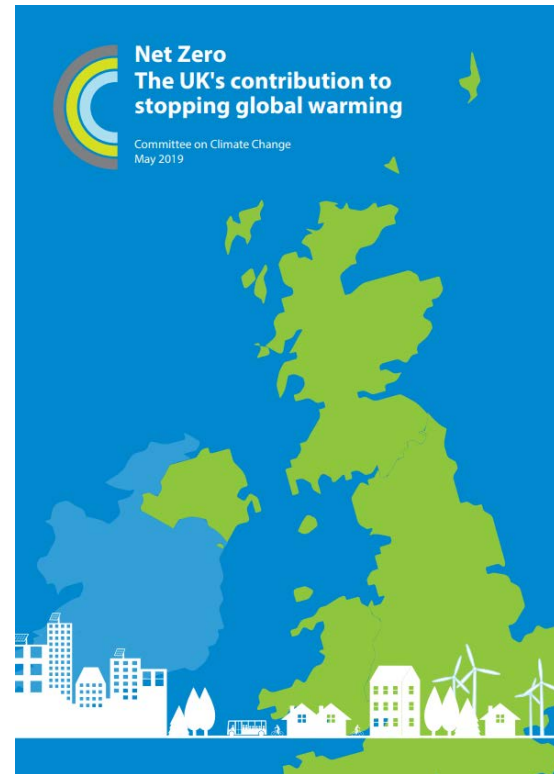 Net Zero
The UK's contribution to
stopping global warming
Committee on Climate Change
May 2019